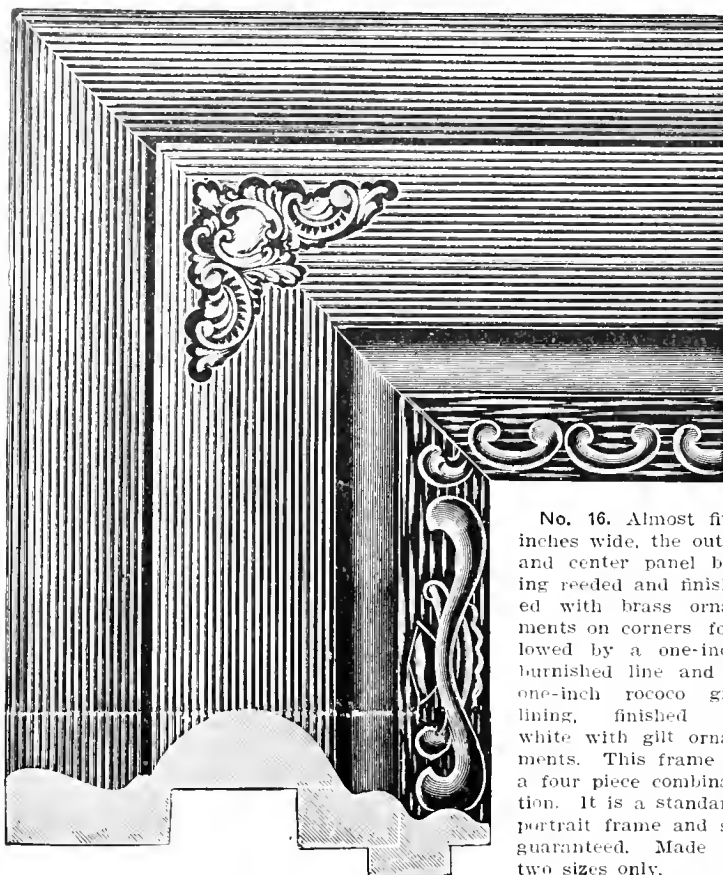 No. 16. Almost fi
inches wide, the out
and center panel b
ing reeded and finis
ed with brass orna
ments on corners fo
lowed by a one-in
burnished line and
one-inch rococo g
lining, finished
white with gilt orna
ments. This frame
a four piece combina
tion. It is a standa
portrait frame and s
guaranteed. Made
two sizes only.